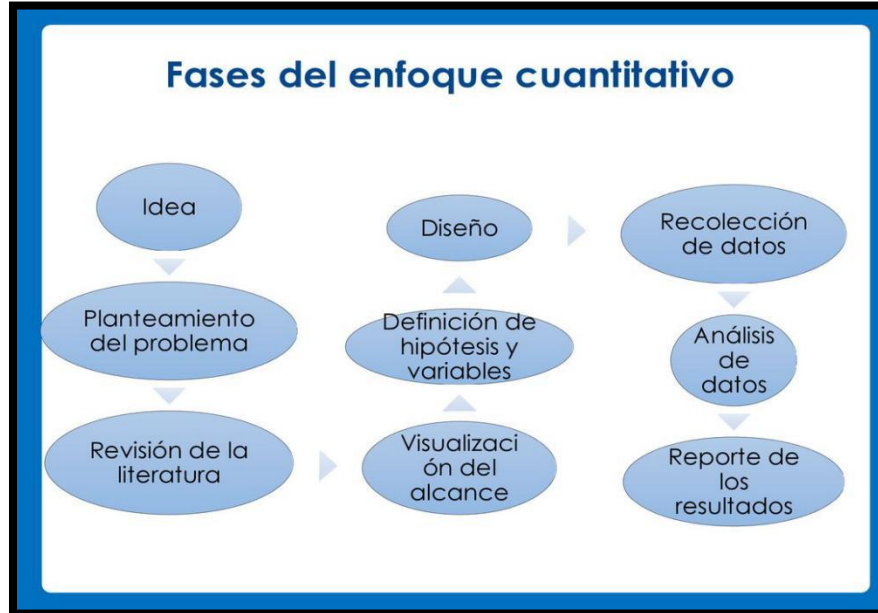 Fases del enfoque cuantitativo
Idea
Planteamiento
del problema
Revisión de la
literatura
Visualizaci
ón del
alcance
Definición de
hipótesis y
variables
Diseño
Recolección
de datos
Análisis
de
datos
Reporte de
los
resultados